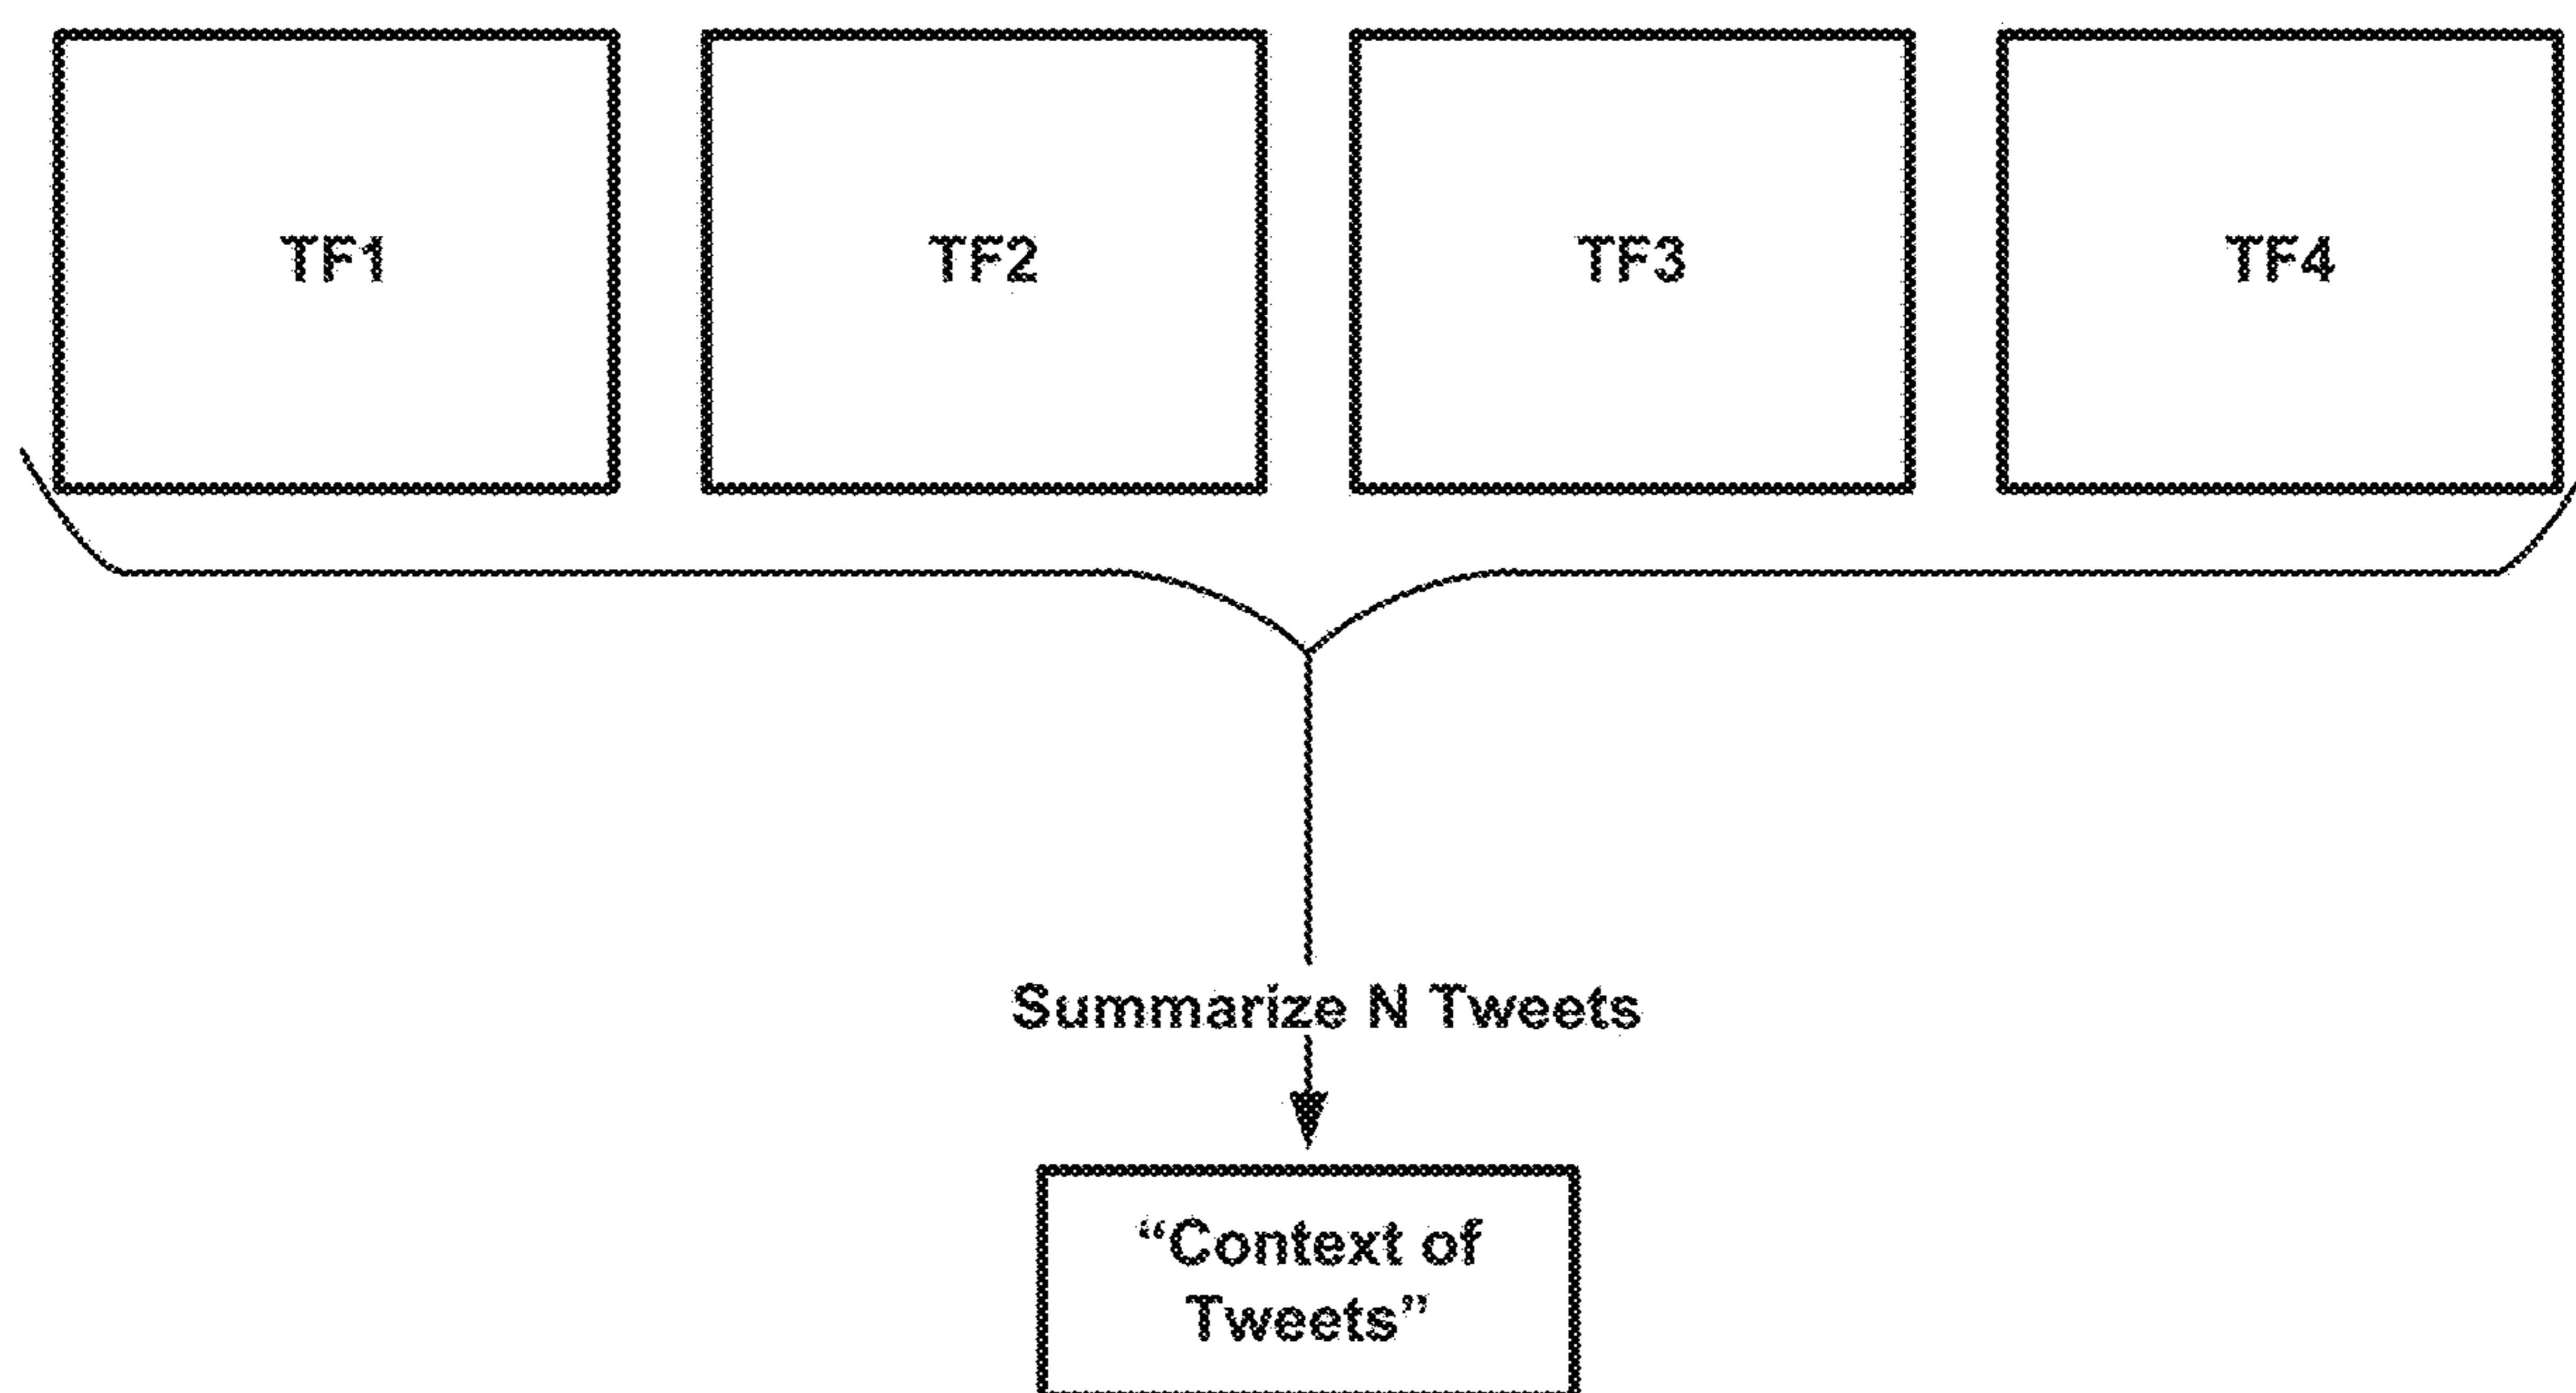 TF1 TF2 TF3 TF4
Summarize N Tweets
“Context of
Tweets”